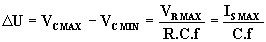 ΔU = V_C MAX − V_C MIN = V_R MAX / R.C.f = I_S MAX / C.f